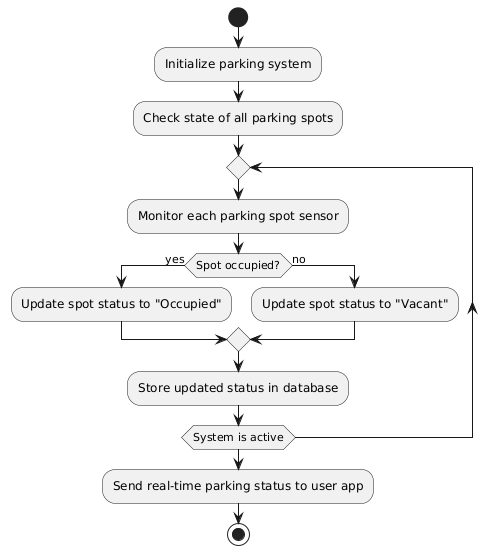 Initialize parking system
Check state of all parking spots
Monitor each parking spot sensor
yes
Spot occupied?
no
Update spot status to "Occupied"
Update spot status to "Vacant"
Store updated status in database
System is active
Send real-time parking status to user app